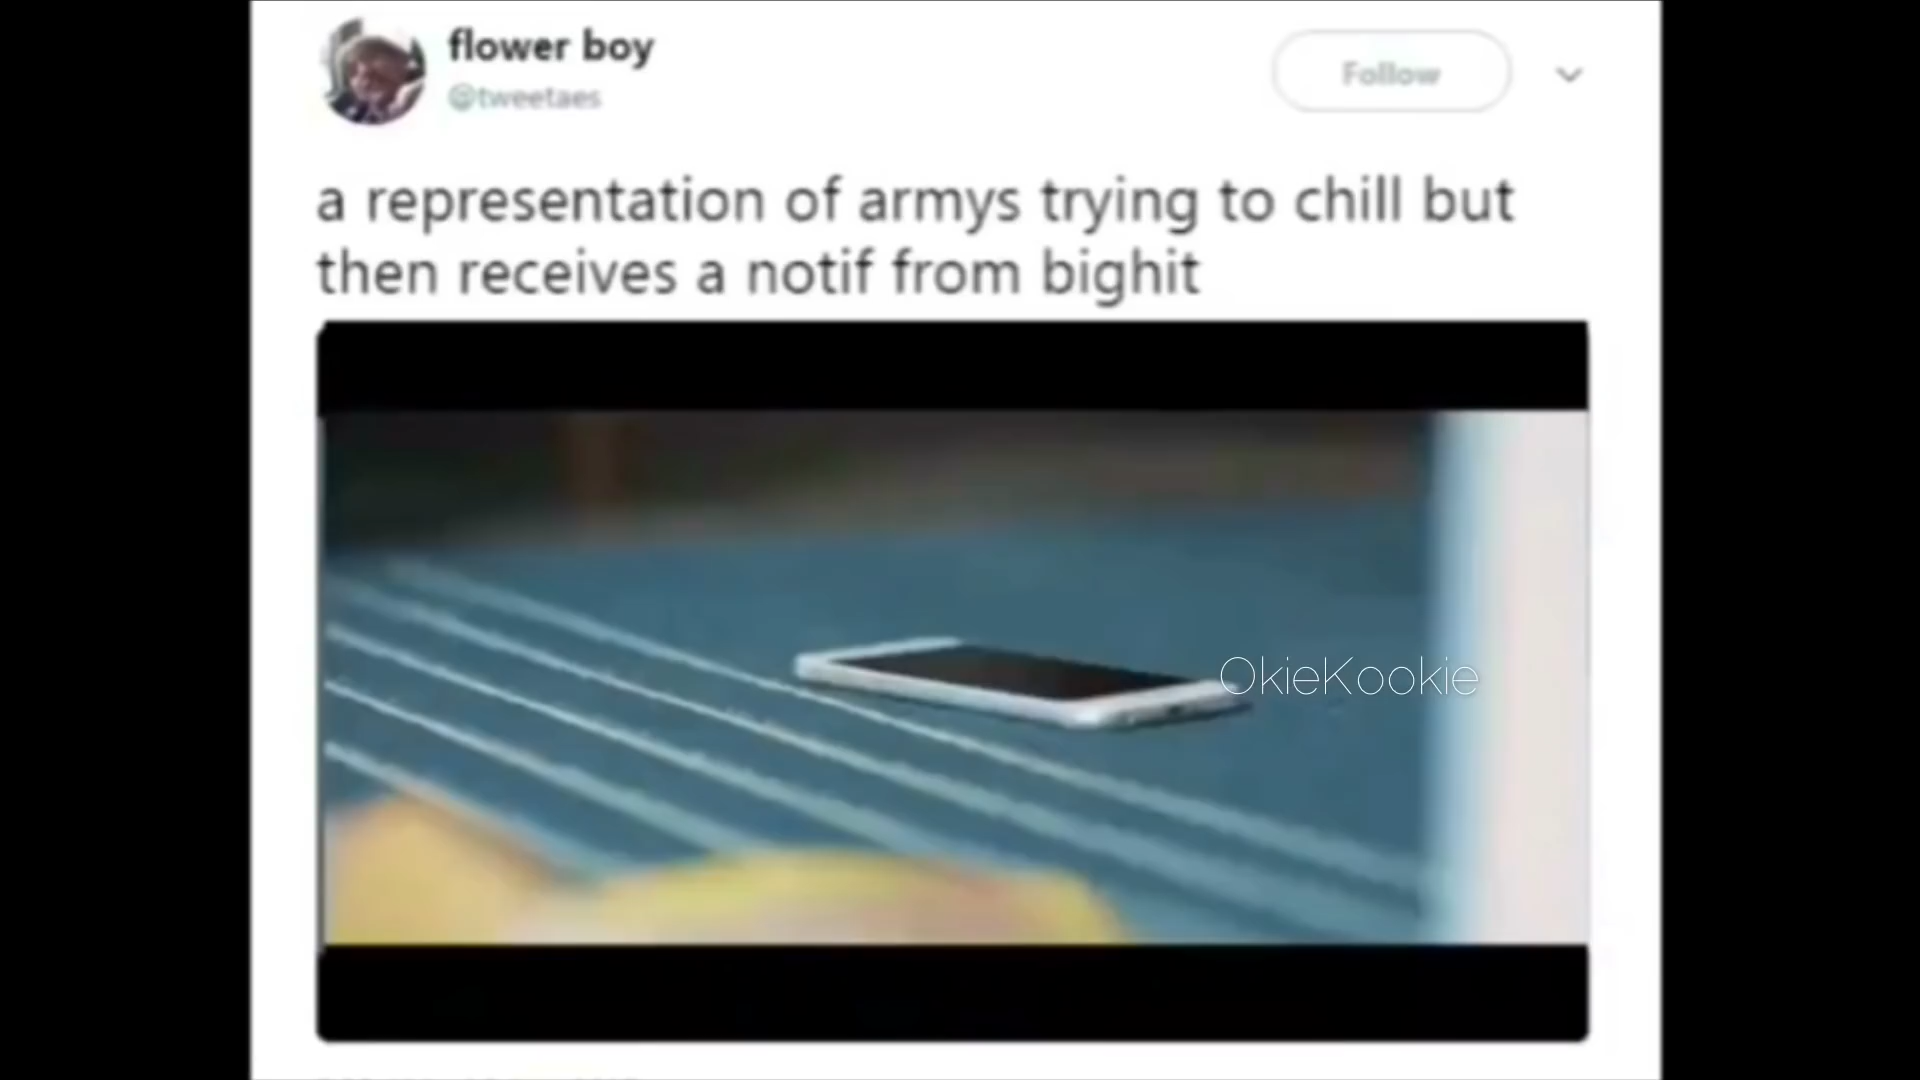 flower boy
@tweetaes
Follow
a representation of armys trying to chill but
then receives a notif from bighit
OkieKookie